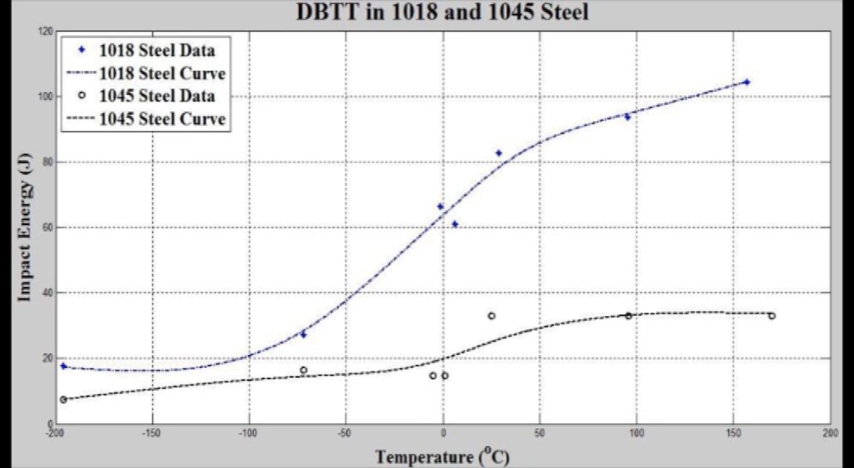 DBTT in 1018 and 1045 Steel
120
100
80
60
40
20
0
1018 Steel Data
1018 Steel Curve
1045 Steel Data
1045 Steel Curve
Impact Energy (J)
-200 -150 -100 -50 0 50 100 150 200
Temperature (°C)